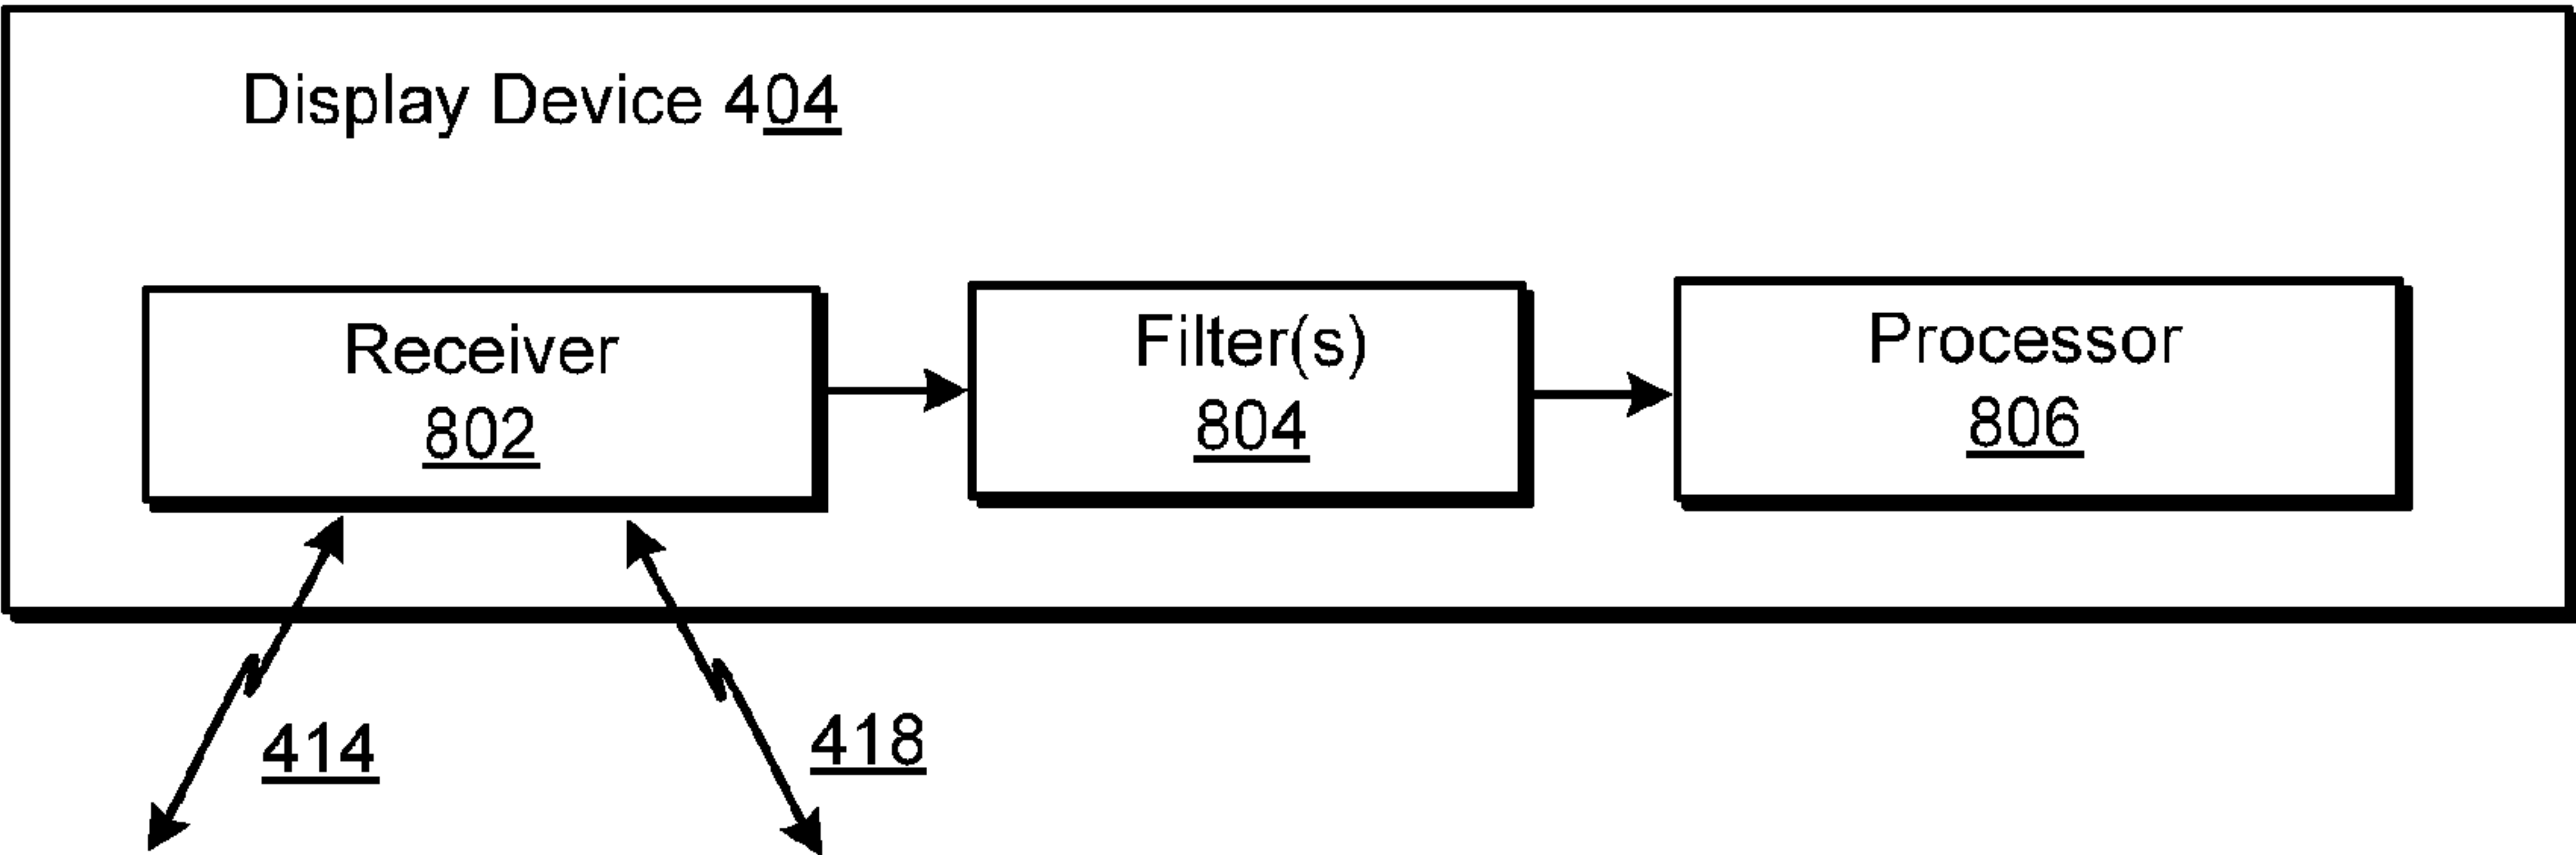 Display Device 404
Receiver
802
Filter(s)
804
Processor
806
414
418